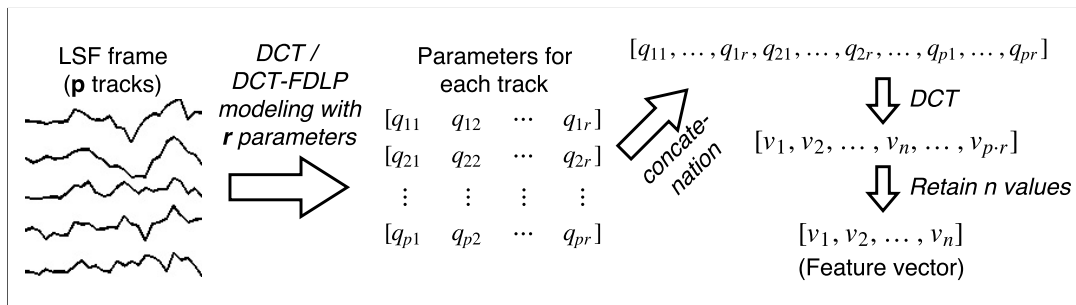 LSF frame
(p tracks)
DCT /
DCT-FDLP
modeling with
r parameters
Parameters for
each track
[q₁₁ q₁₂ ⋯ q₁ᵣ]
[q₂₁ q₂₂ ⋯ q₂ᵣ]
⋮ ⋮ ⋮ ⋮
[qₚ₁ qₚ₂ ⋯ qₚᵣ]
concate-
nation
[q₁₁, … , q₁ᵣ, q₂₁, … , q₂ᵣ, … , qₚ₁, … , qₚᵣ]
DCT
[v₁, v₂, … , vₙ, … , vₚ.ᵣ]
Retain n values
[v₁, v₂, … , vₙ]
(Feature vector)